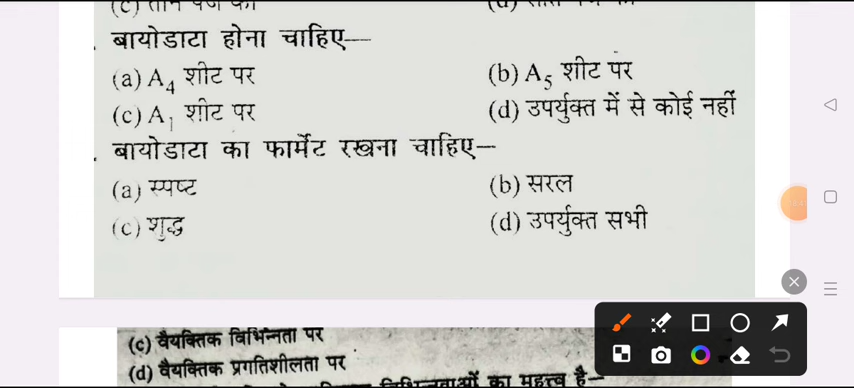 बायोडाटा होना चाहिए—
(a) A4 शीट पर (b) A5 शीट पर
(c) A1 शीट पर (d) उपर्युक्त में से कोई नहीं
बायोडाटा का फार्मेट रखना चाहिए—
(a) स्पष्ट (b) सरल
(c) शुद्ध (d) उपर्युक्त सभी
(c) वैयक्तिक विभिन्नता पर
(d) वैयक्तिक प्रगतिशीलता पर
का महत्त्व है—